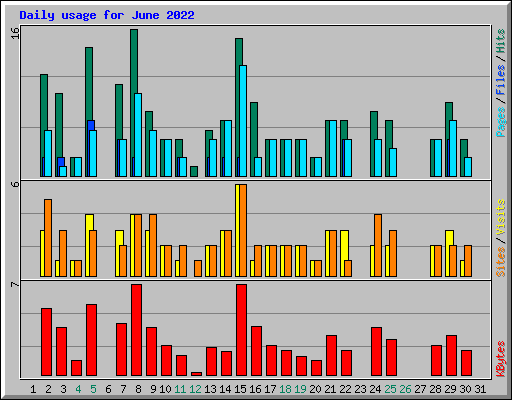 Daily usage for June 2022
16
Pages / Files / Hits
6
Sites / Visits
7
KBytes
1 2 3 4 5 6 7 8 9 10 11 12 13 14 15 16 17 18 19 20 21 22 23 24 25 26 27 28 29 30 31